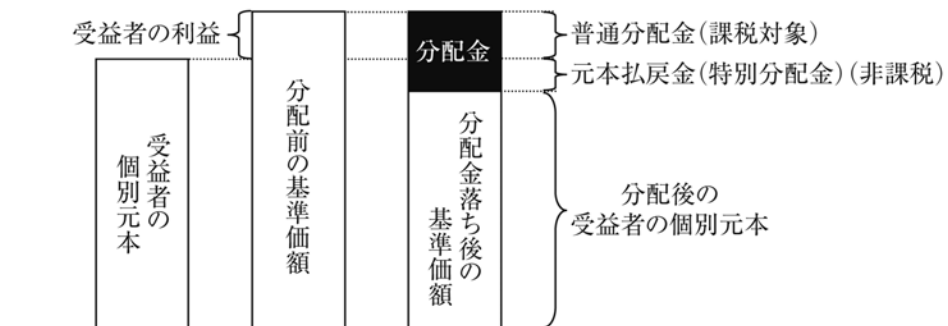 受益者の利益
受益者の
個別元本
分配前の基準価額
分配金
分配金落ち後の
基準価額
普通分配金(課税対象)
元本払戻金(特別分配金)(非課税)
分配後の
受益者の個別元本